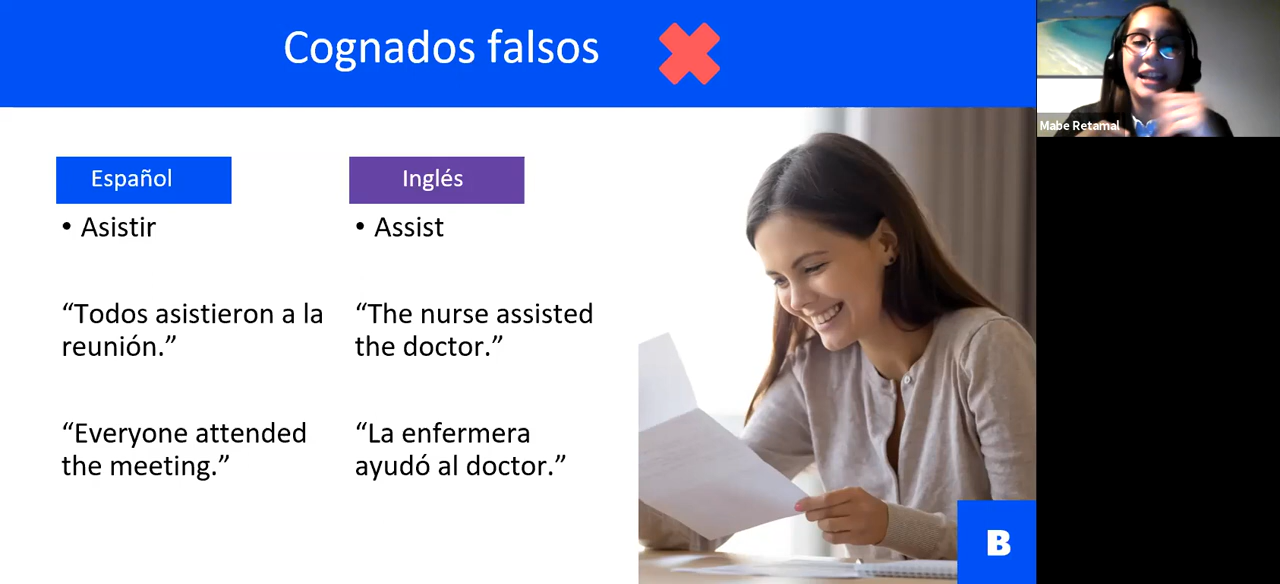 Cognados falsos
Mabe Retamal
Español
Inglés
• Asistir
• Assist
“Todos asistieron a la
reunión.”
“The nurse assisted
the doctor.”
“Everyone attended
the meeting.”
“La enfermera
ayudó al doctor.”
B